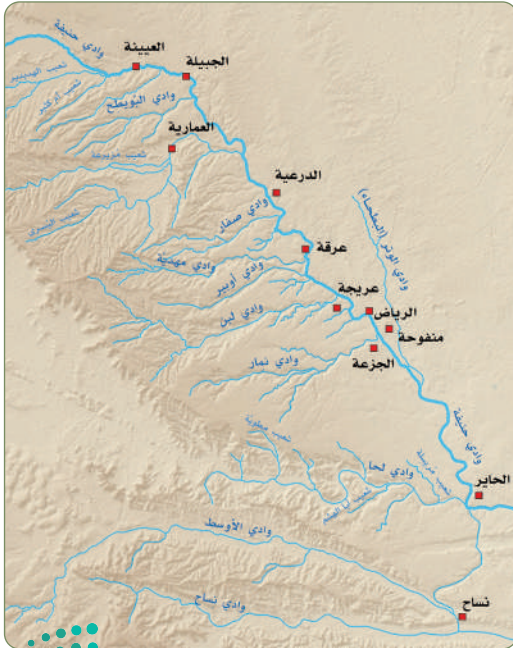 وادي حنيفة
العيينة
الجبيلة
وادي البويطح
العمارية
الدرعية
وادي صفار
وادي الوتر (البطحاء)
عرقة
وادي مهدية
وادي أوبير
عريجة
الرياض
وادي لبن
منفوحة
الجزعة
وادي نمار
وادي حنيفة
وادي لحا
الحاير
وادي الأوسط
وادي نساح
نساح